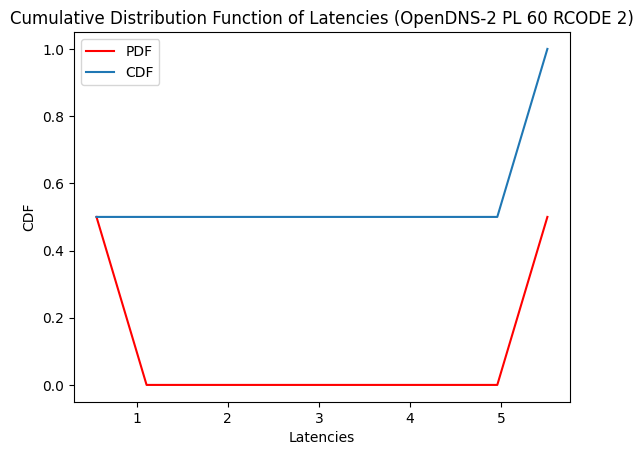 Cumulative Distribution Function of Latencies (OpenDNS-2 PL 60 RCODE 2)
PDF
CDF
1.0
0.8
0.6
0.4
0.2
0.0
CDF
1 2 3 4 5
Latencies